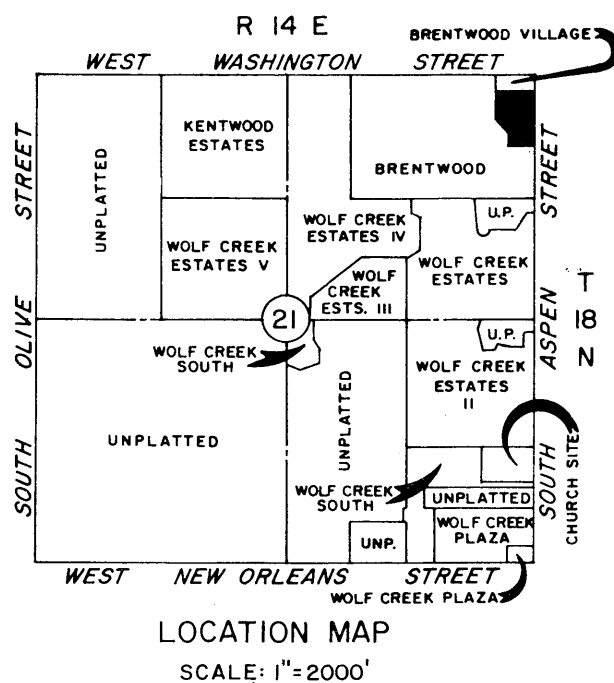 R 14 E
BRENTWOOD VILLAGE
WEST WASHINGTON STREET
KENTWOOD
ESTATES
BRENTWOOD
UNPLATTED
SOUTH OLIVE STREET
WOLF CREEK
ESTATES IV
U.P.
WOLF CREEK
ESTATES V
WOLF CREEK
ESTATES
WOLF
CREEK
ESTS. III
21
T
18
N
SOUTH ASPEN STREET
WOLF CREEK
SOUTH
U.P.
WOLF CREEK
ESTATES
II
UNPLATTED
UNPLATTED
CHURCH SITE
WOLF CREEK
SOUTH
UNPLATTED
WOLF CREEK
PLAZA
UNP.
WEST NEW ORLEANS STREET
WOLF CREEK PLAZA
LOCATION MAP
SCALE: 1"=2000'